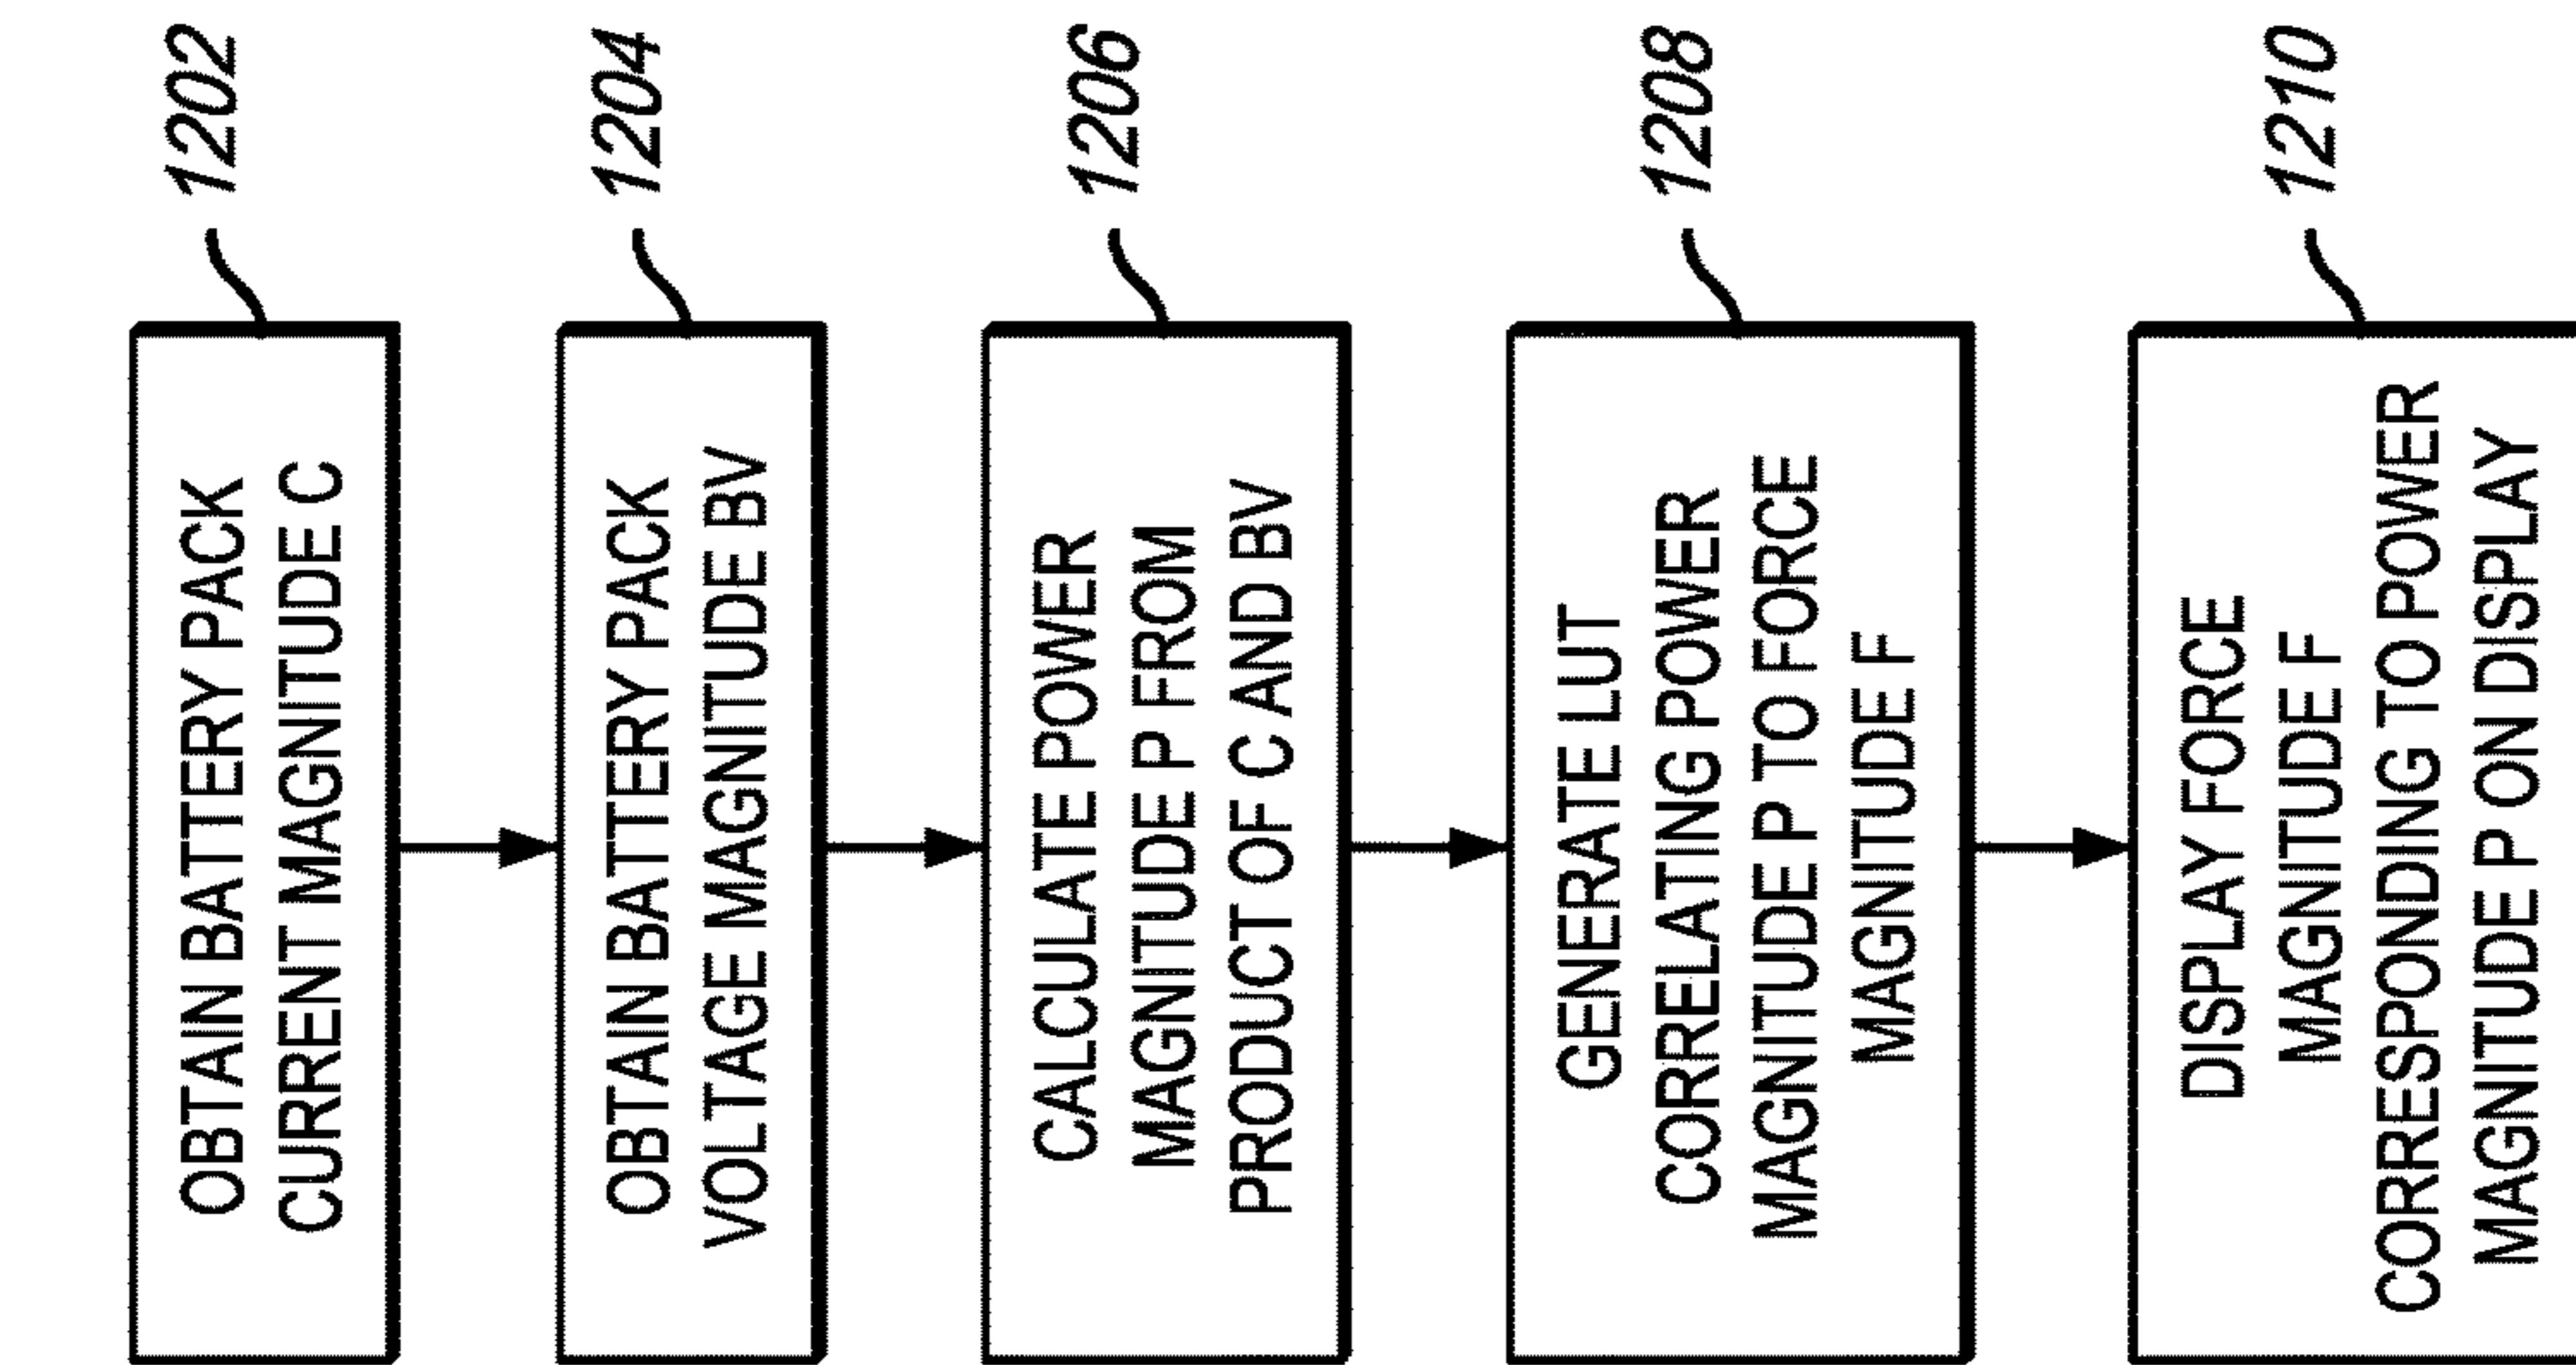 1202
OBTAIN BATTERY PACK
CURRENT MAGNITUDE C
1204
OBTAIN BATTERY PACK
VOLTAGE MAGNITUDE BV
1206
CALCULATE POWER
MAGNITUDE P FROM
PRODUCT OF C AND BV
1208
GENERATE LUT
CORRELATING POWER
MAGNITUDE P TO FORCE
MAGNITUDE F
1210
DISPLAY FORCE
MAGNITUDE F
CORRESPONDING TO POWER
MAGNITUDE P ON DISPLAY